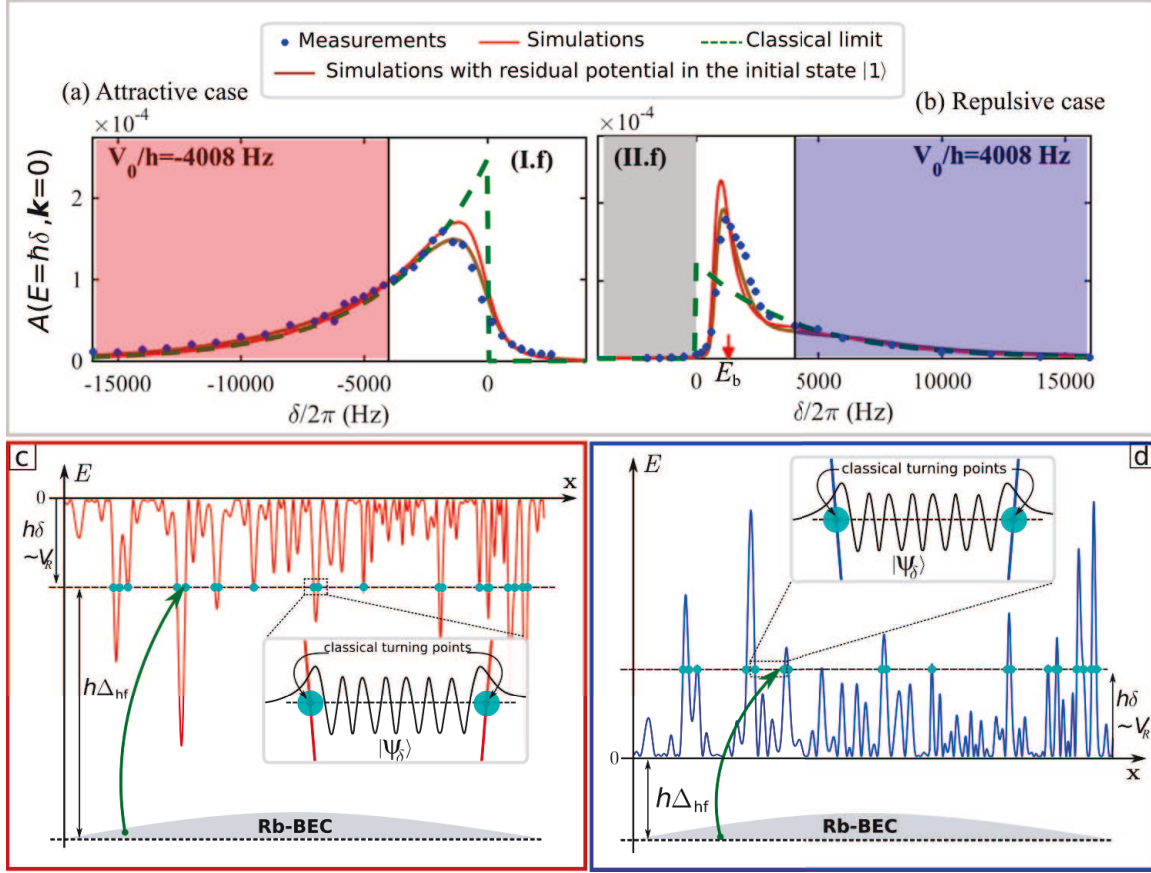 Measurements Simulations Classical limit
Simulations with residual potential in the initial state |1⟩
(a) Attractive case
(b) Repulsive case
×10⁻⁴
×10⁻⁴
V₀/h=-4008 Hz
(I.f)
(II.f)
V₀/h=4008 Hz
A(E=ħδ,k=0)
2
1
0
E_b
-15000 -10000 -5000 0
0 5000 10000 15000
δ/2π (Hz)
δ/2π (Hz)
c
E
x
0
ħδ
~V_R
classical turning points
|Ψ_δ⟩
hΔ_hf
Rb-BEC
d
E
classical turning points
|Ψ_δ⟩
ħδ
~V_R
0
x
hΔ_hf
Rb-BEC